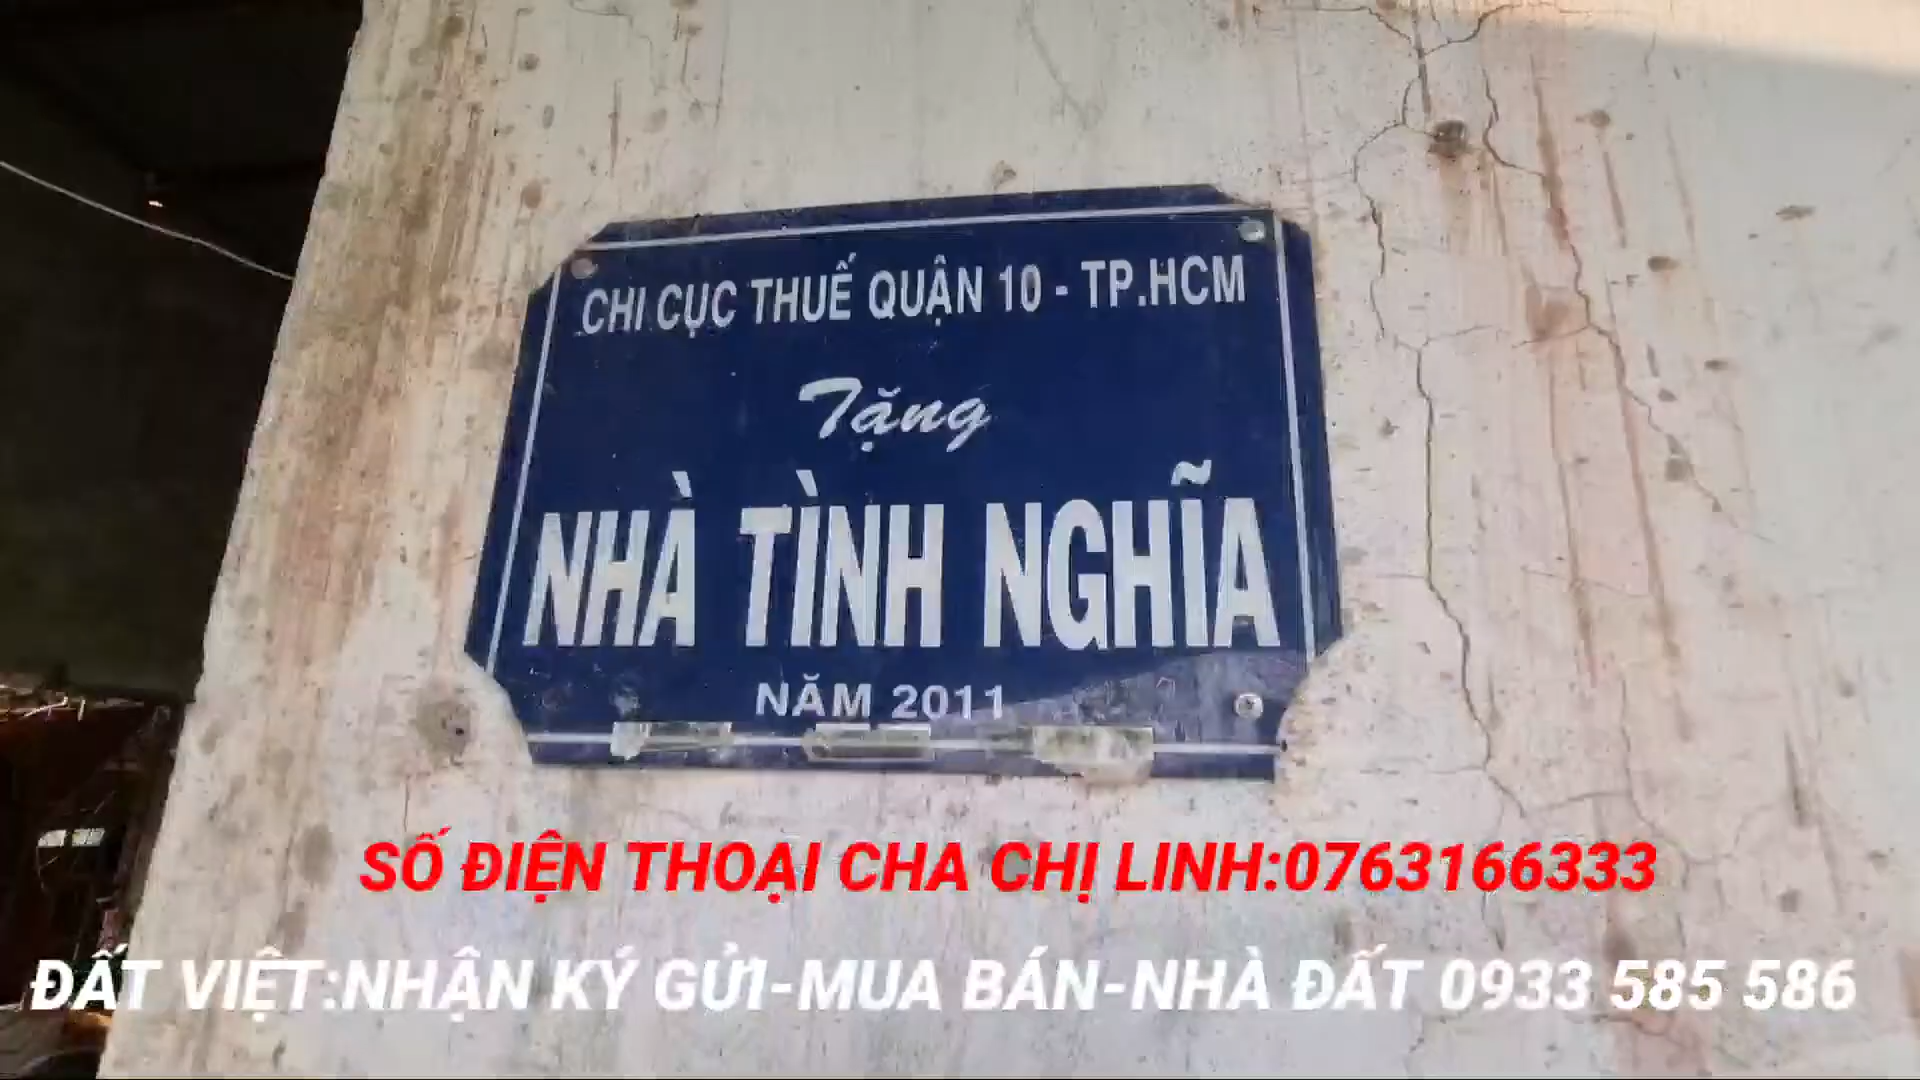 CHI CỤC THUẾ QUẬN 10 - TP.HCM
Tặng
NHÀ TÌNH NGHĨA
NĂM 2011
SỐ ĐIỆN THOẠI CHA CHỊ LINH:0763166333
ĐẤT VIỆT:NHẬN KÝ GỬI-MUA BÁN-NHÀ ĐẤT 0933 585 586